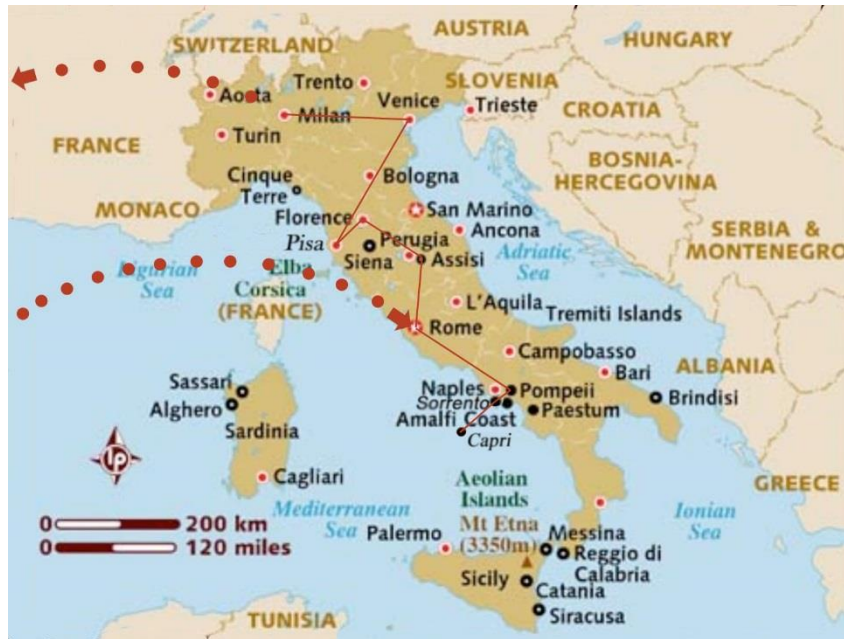 AUSTRIA
SWITZERLAND
HUNGARY
Trento
SLOVENIA
Aosta
Venice
Trieste
Milan
CROATIA
Turin
FRANCE
BOSNIA-
HERCEGOVINA
Cinque
Terre
Bologna
MONACO
Florence
San Marino
SERBIA &
MONTENEGRO
Pisa
Perugia
Ancona
Siena
Assisi
Adriatic
Sea
Ligurian
Sea
Elba
Corsica
(FRANCE)
L'Aquila
Tremiti Islands
Rome
Campobasso
ALBANIA
Bari
Sassari
Naples
Pompeii
Brindisi
Alghero
Sorrento
Paestum
Amalfi Coast
Sardinia
Capri
lp
Cagliari
Aeolian
Islands
GREECE
Mediterranean
Sea
Ionian
Sea
0 200 km
0 120 miles
Palermo
Mt Etna
(3350m)
Messina
Reggio di
Calabria
Sicily
Catania
Siracusa
TUNISIA